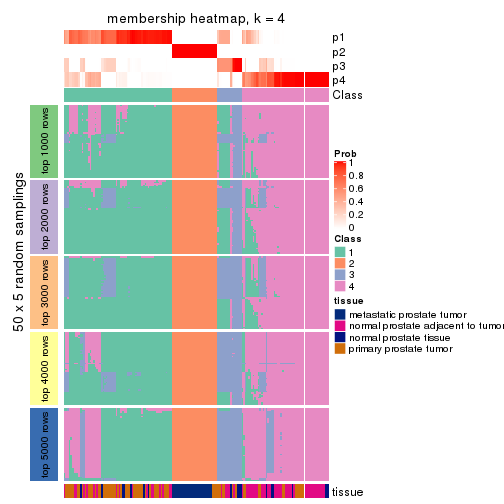 membership heatmap, k = 4
p1
p2
p3
p4
Class
50 x 5 random samplings
top 1000 rows
top 2000 rows
top 3000 rows
top 4000 rows
top 5000 rows
Prob
1
0.8
0.6
0.4
0.2
0
Class
1
2
3
4
tissue
metastatic prostate tumor
normal prostate adjacent to tumor
normal prostate tissue
primary prostate tumor
tissue